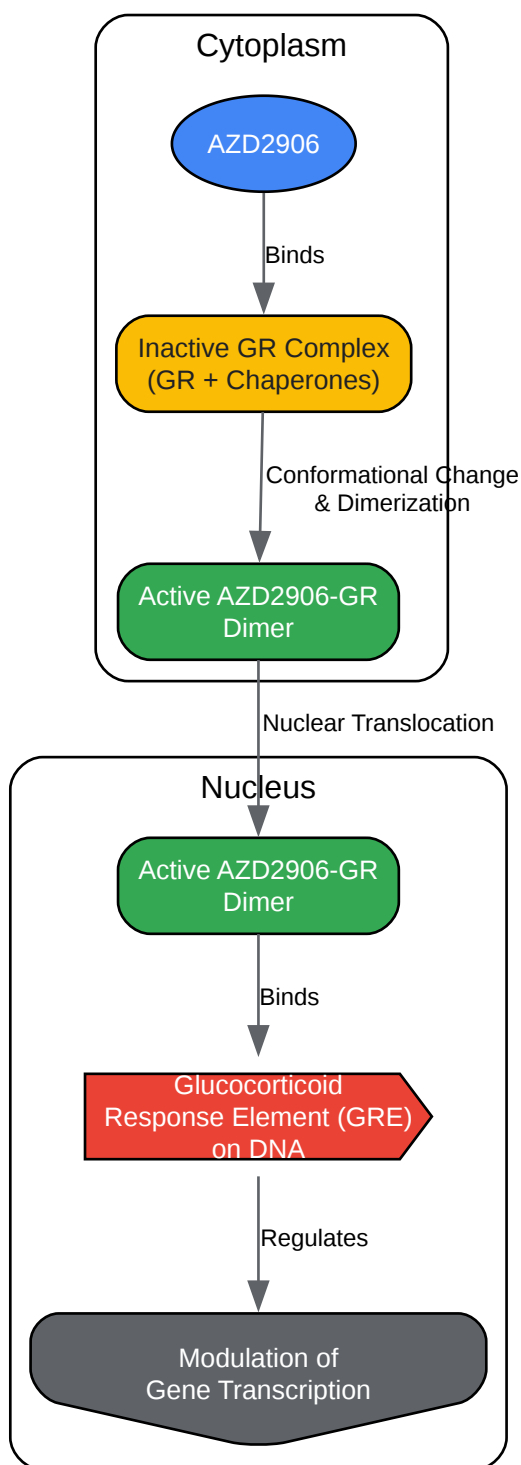 Cytoplasm
AZD2906
Binds
Inactive GR Complex
(GR + Chaperones)
Conformational Change
& Dimerization
Active AZD2906-GR
Dimer
Nuclear Translocation
Nucleus
Active AZD2906-GR
Dimer
Binds
Glucocorticoid
Response Element (GRE)
on DNA
Regulates
Modulation of
Gene Transcription